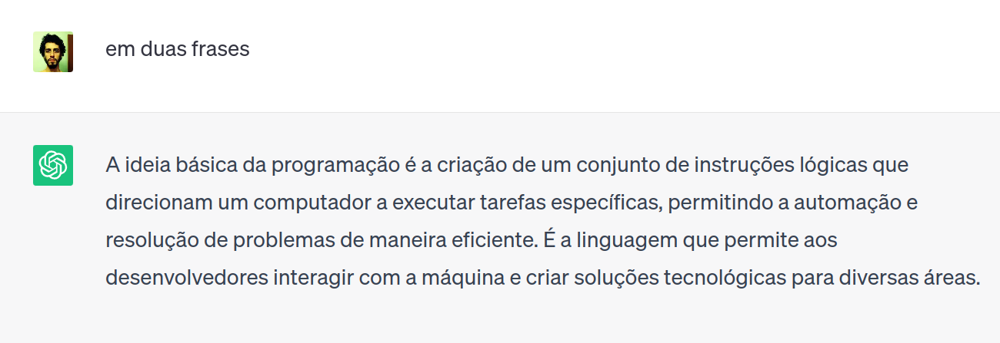 em duas frases
A ideia básica da programação é a criação de um conjunto de instruções lógicas que
direcionam um computador a executar tarefas específicas, permitindo a automação e
resolução de problemas de maneira eficiente. É a linguagem que permite aos
desenvolvedores interagir com a máquina e criar soluções tecnológicas para diversas áreas.